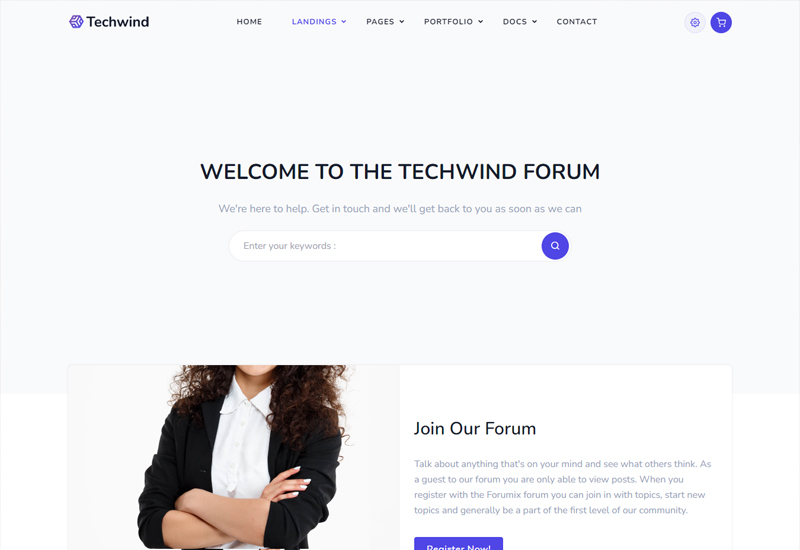 Techwind
HOME LANDINGS PAGES PORTFOLIO DOCS CONTACT
WELCOME TO THE TECHWIND FORUM
We're here to help. Get in touch and we'll get back to you as soon as we can
Enter your keywords :
Join Our Forum
Talk about anything that's on your mind and see what others think. As
a guest to our forum you are only able to view posts. When you
register with the Forumix forum you can join in with topics, start new
topics and generally be a part of the first level of our community.
Register Now!